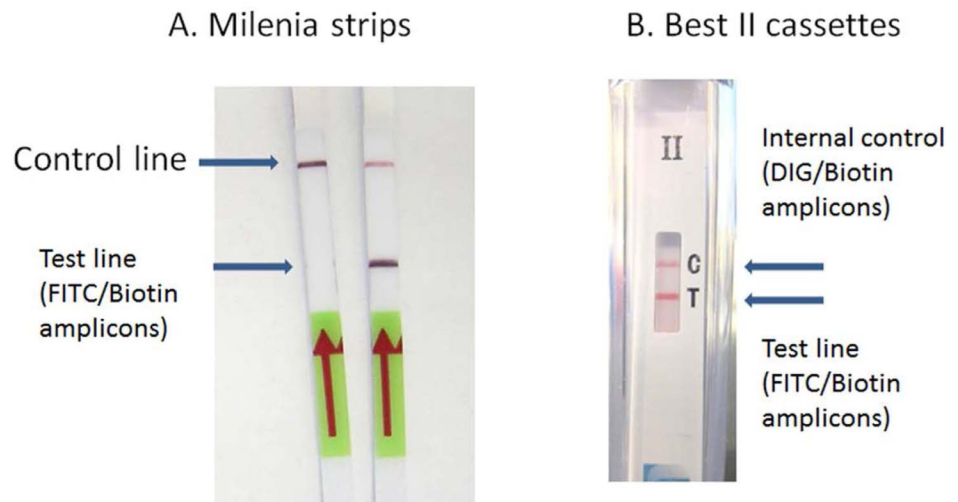 A. Milenia strips
B. Best II cassettes
Control line
Test line
(FITC/Biotin
amplicons)
II
C
T
Internal control
(DIG/Biotin
amplicons)
Test line
(FITC/Biotin
amplicons)